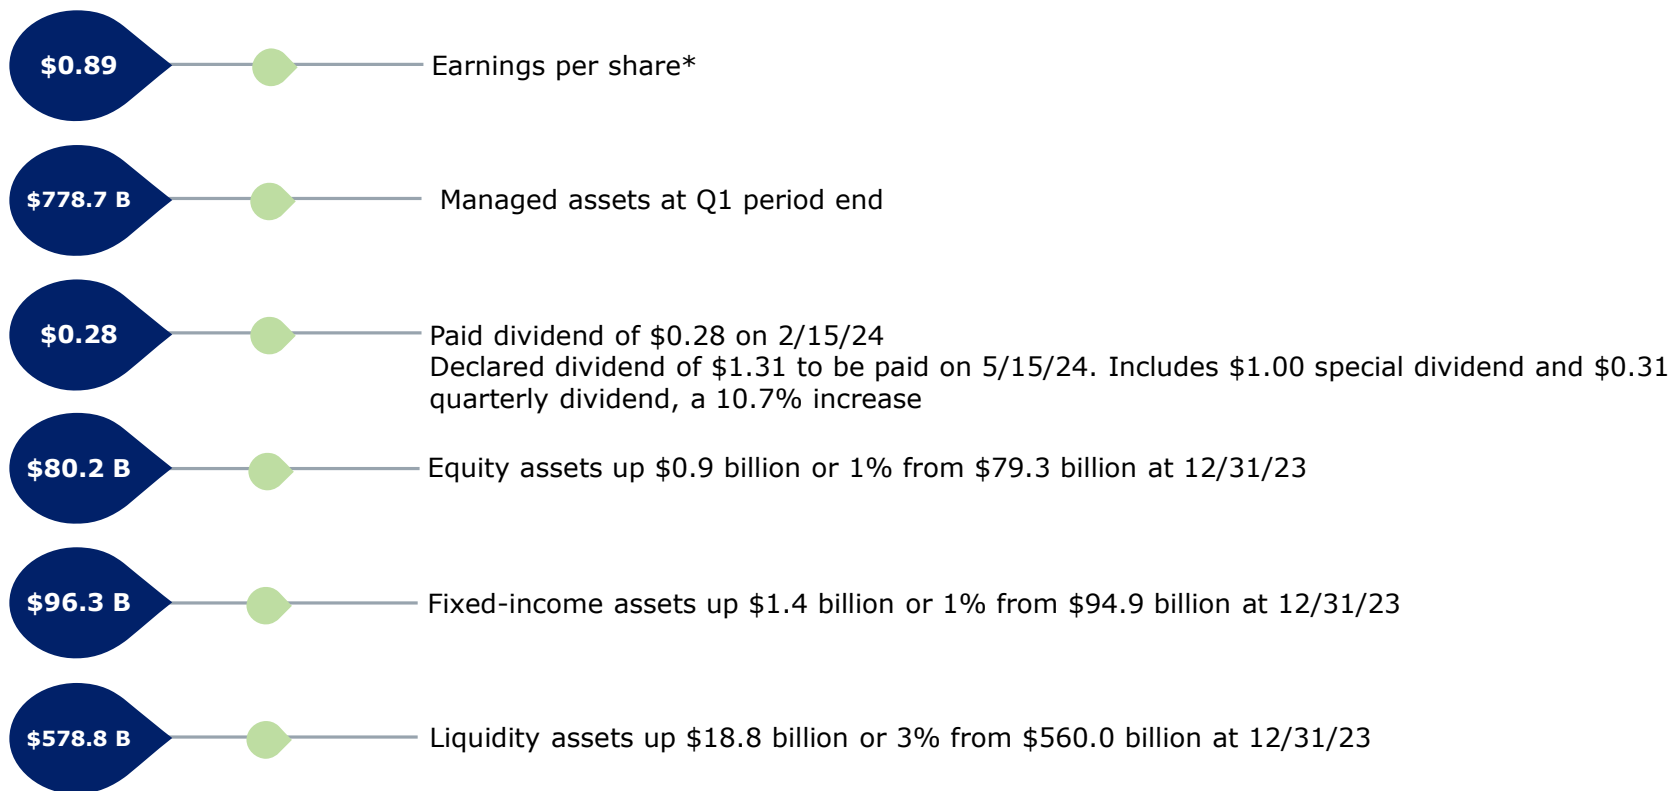 $0.89
Earnings per share*
$778.7 B
Managed assets at Q1 period end
$0.28
Paid dividend of $0.28 on 2/15/24
Declared dividend of $1.31 to be paid on 5/15/24. Includes $1.00 special dividend and $0.31
quarterly dividend, a 10.7% increase
$80.2 B
Equity assets up $0.9 billion or 1% from $79.3 billion at 12/31/23
$96.3 B
Fixed-income assets up $1.4 billion or 1% from $94.9 billion at 12/31/23
$578.8 B
Liquidity assets up $18.8 billion or 3% from $560.0 billion at 12/31/23